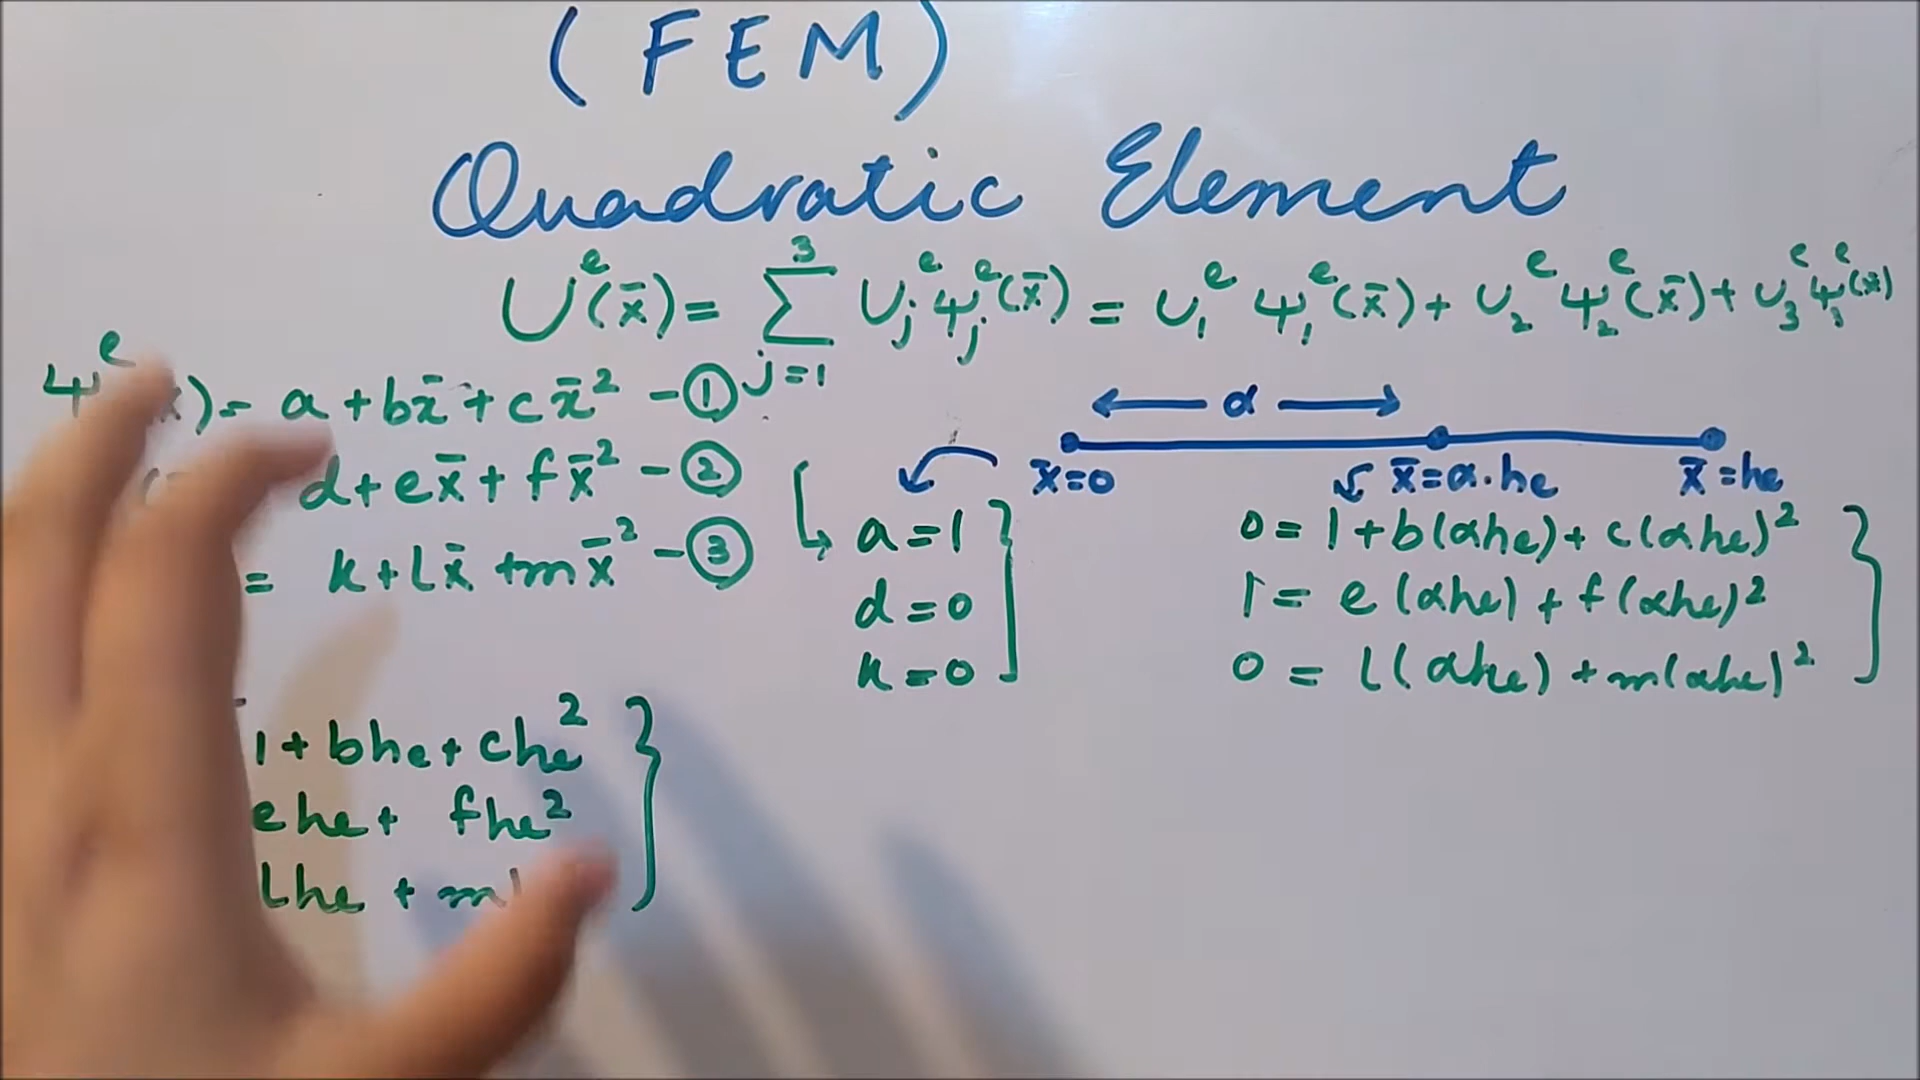 (FEM)
Quadratic Element
U^e(x̄) = Σ_{j=1}^{3} U_j^e ψ_j^e(x̄) = U_1^e ψ_1^e(x̄) + U_2^e ψ_2^e(x̄) + U_3^e ψ_3^e(x̄)
ψ^e = a + bx̄ + cx̄² - ①
d + ex̄ + fx̄² - ②
= k + lx̄ + mx̄² - ③
← α →
x̄=0 x̄=α.he x̄=he
a = 1
d = 0
k = 0
0 = 1 + b(αhe) + c(αhe)²
1 = e(αhe) + f(αhe)²
0 = l(αhe) + m(αhe)²
1 + bhe + che²
ehe + fhe²
lhe + m